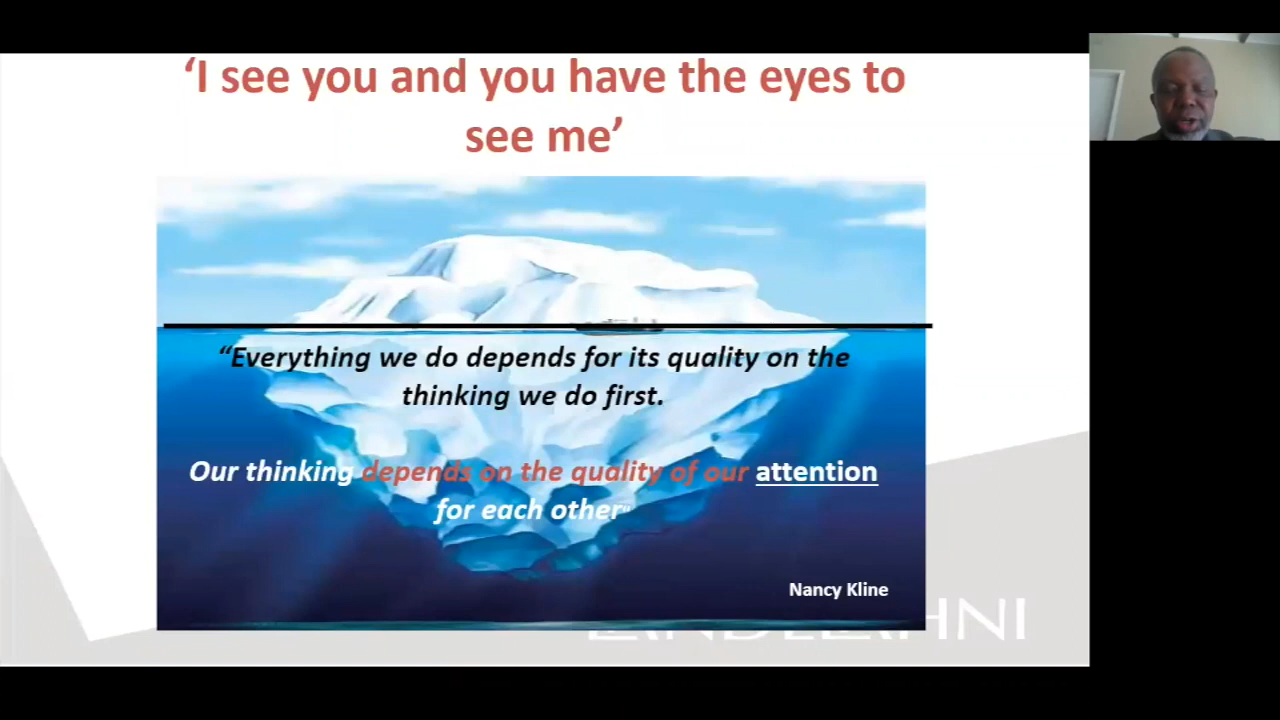 ‘I see you and you have the eyes to
see me’
“Everything we do depends for its quality on the
thinking we do first.
Our thinking depends on the quality of our attention
for each other“
Nancy Kline